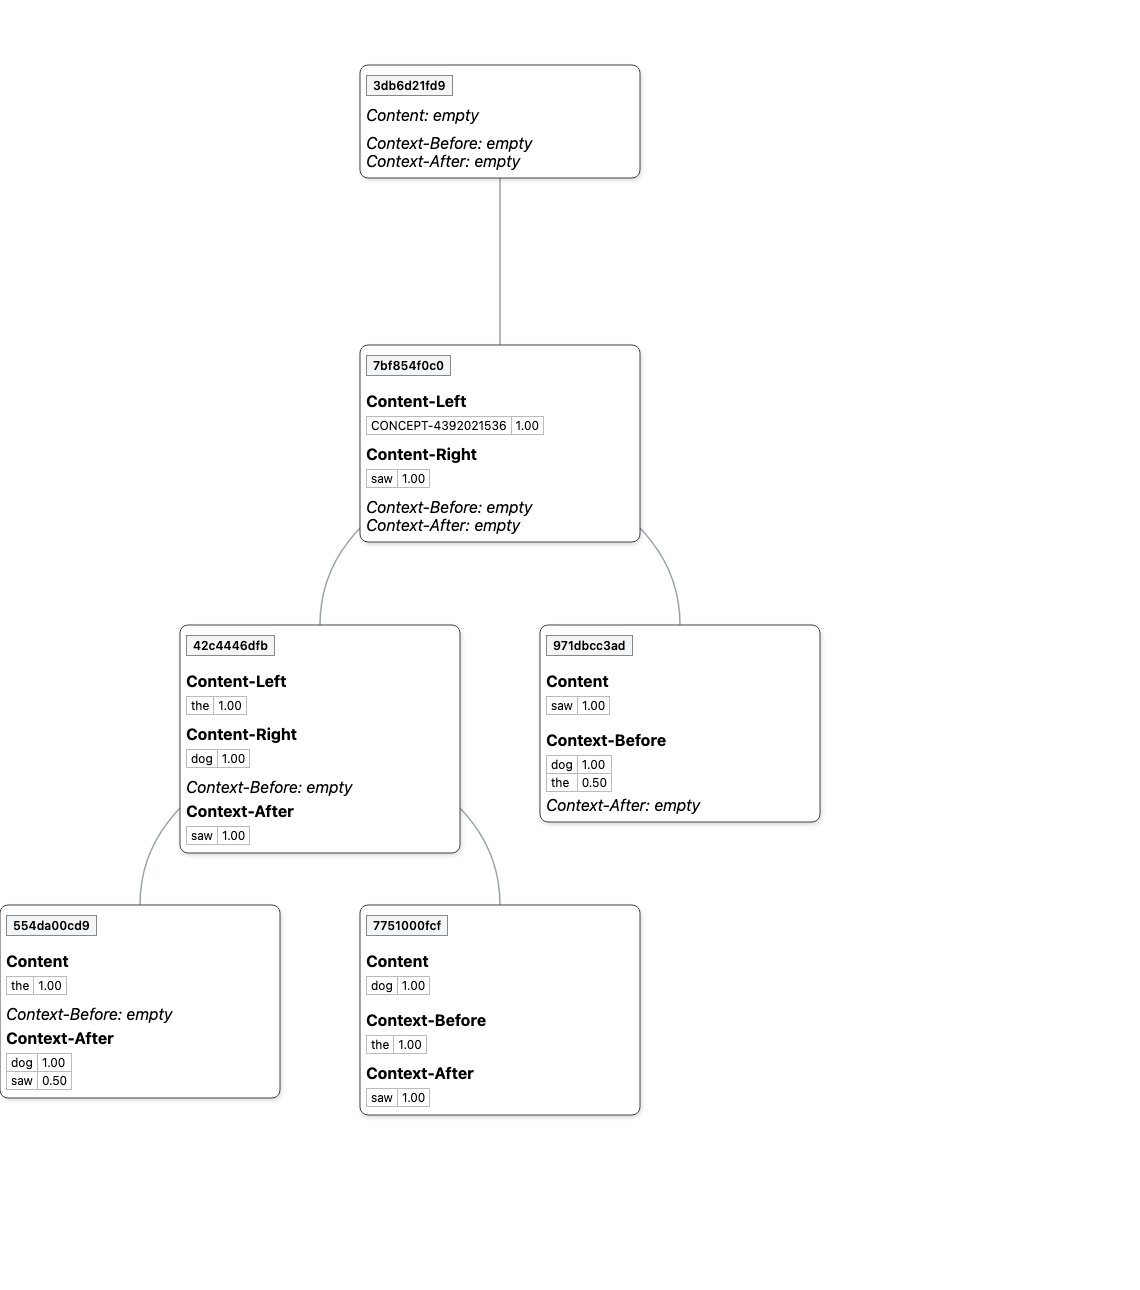 3db6d21fd9
Content: empty
Context-Before: empty
Context-After: empty
7bf854f0c0
Content-Left
CONCEPT-4392021536 1.00
Content-Right
saw 1.00
Context-Before: empty
Context-After: empty
42c4446dfb
Content-Left
the 1.00
Content-Right
dog 1.00
Context-Before: empty
Context-After
saw 1.00
971dbcc3ad
Content
saw 1.00
Context-Before
dog 1.00
the 0.50
Context-After: empty
554da00cd9
Content
the 1.00
Context-Before: empty
Context-After
dog 1.00
saw 0.50
7751000fcf
Content
dog 1.00
Context-Before
the 1.00
Context-After
saw 1.00